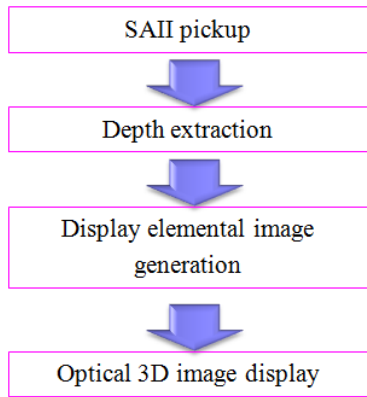 SAII pickup
Depth extraction
Display elemental image
generation
Optical 3D image display